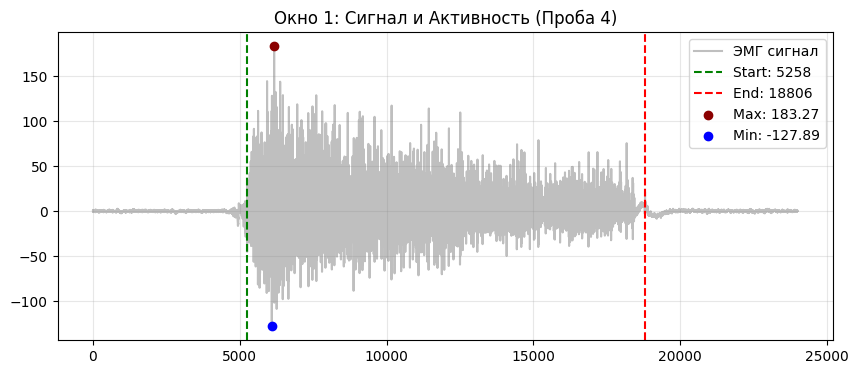 Окно 1: Сигнал и Активность (Проба 4)
ЭМГ сигнал
Start: 5258
End: 18806
Max: 183.27
Min: -127.89
150
100
50
0
−50
−100
0 5000 10000 15000 20000 25000